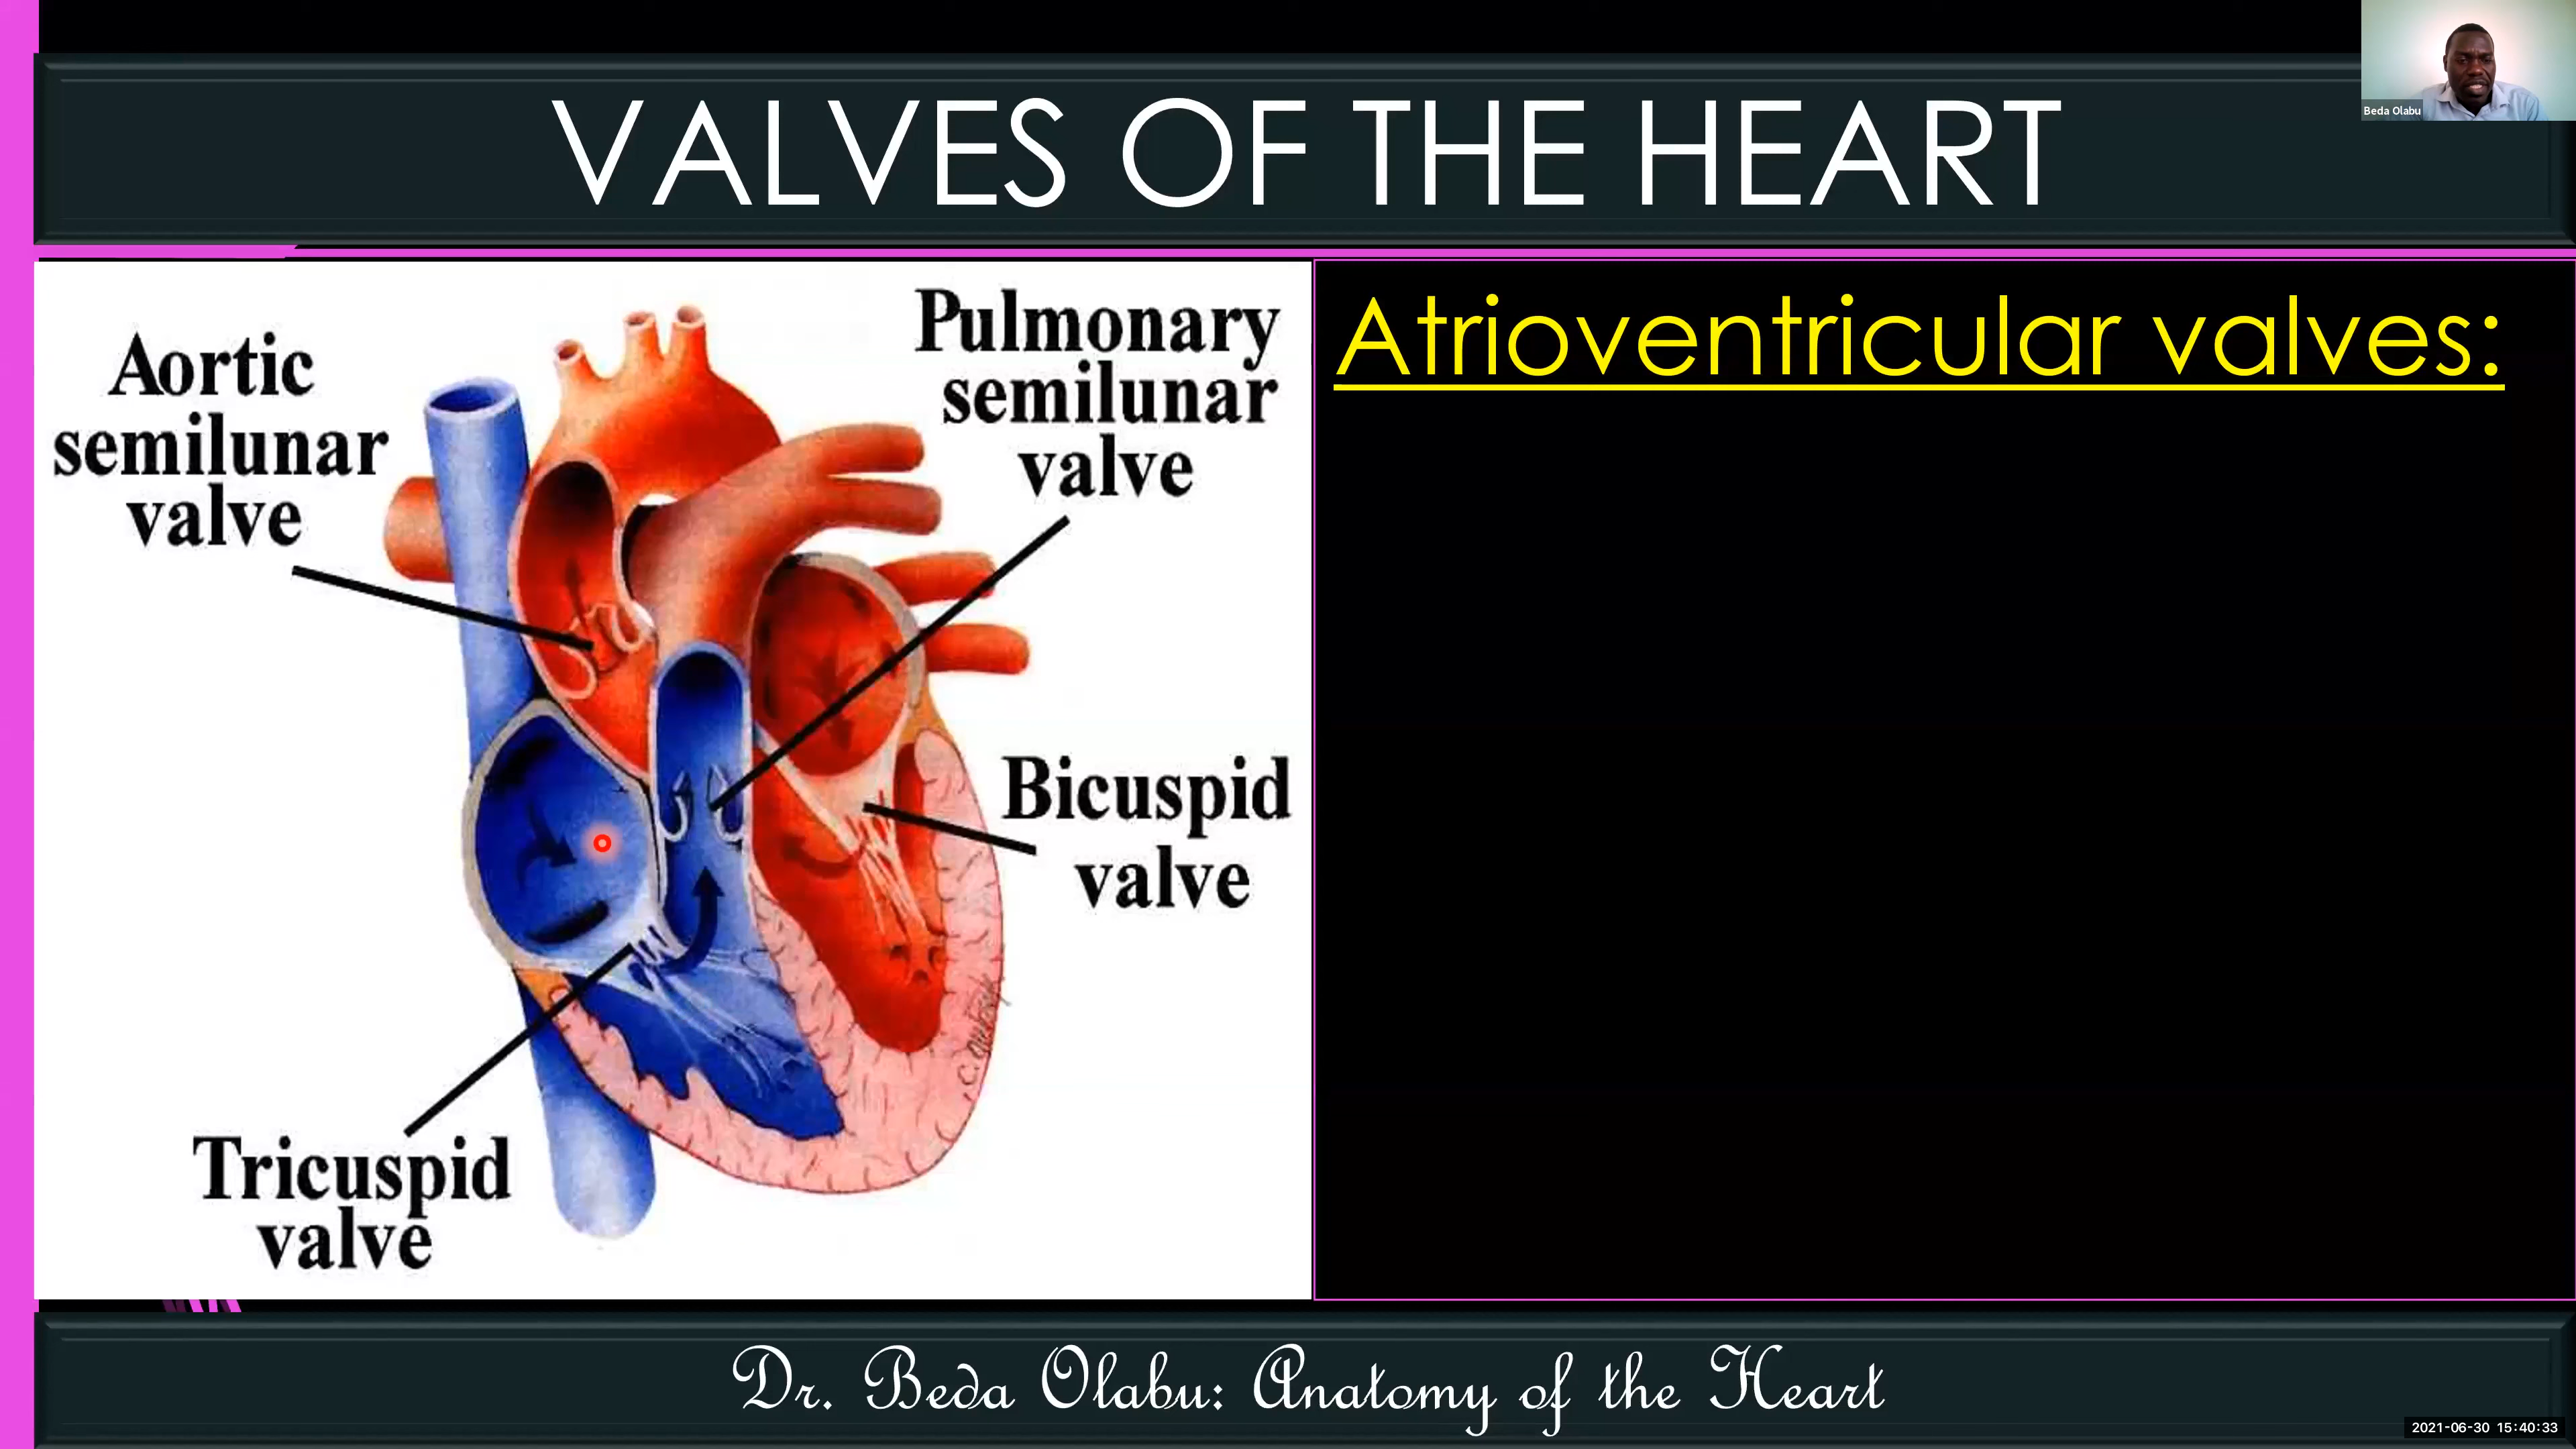 Beda Olabu
VALVES OF THE HEART
Aortic
semilunar
valve
Pulmonary
semilunar
valve
Bicuspid
valve
Tricuspid
valve
Atrioventricular valves:
Dr. Beda Olabu: Anatomy of the Heart
2021-06-30 15:40:33